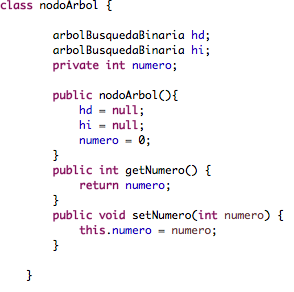 class nodoArbol {
arbolBusquedaBinaria hd;
arbolBusquedaBinaria hi;
private int numero;
public nodoArbol(){
hd = null;
hi = null;
numero = 0;
}
public int getNumero() {
return numero;
}
public void setNumero(int numero) {
this.numero = numero;
}
}